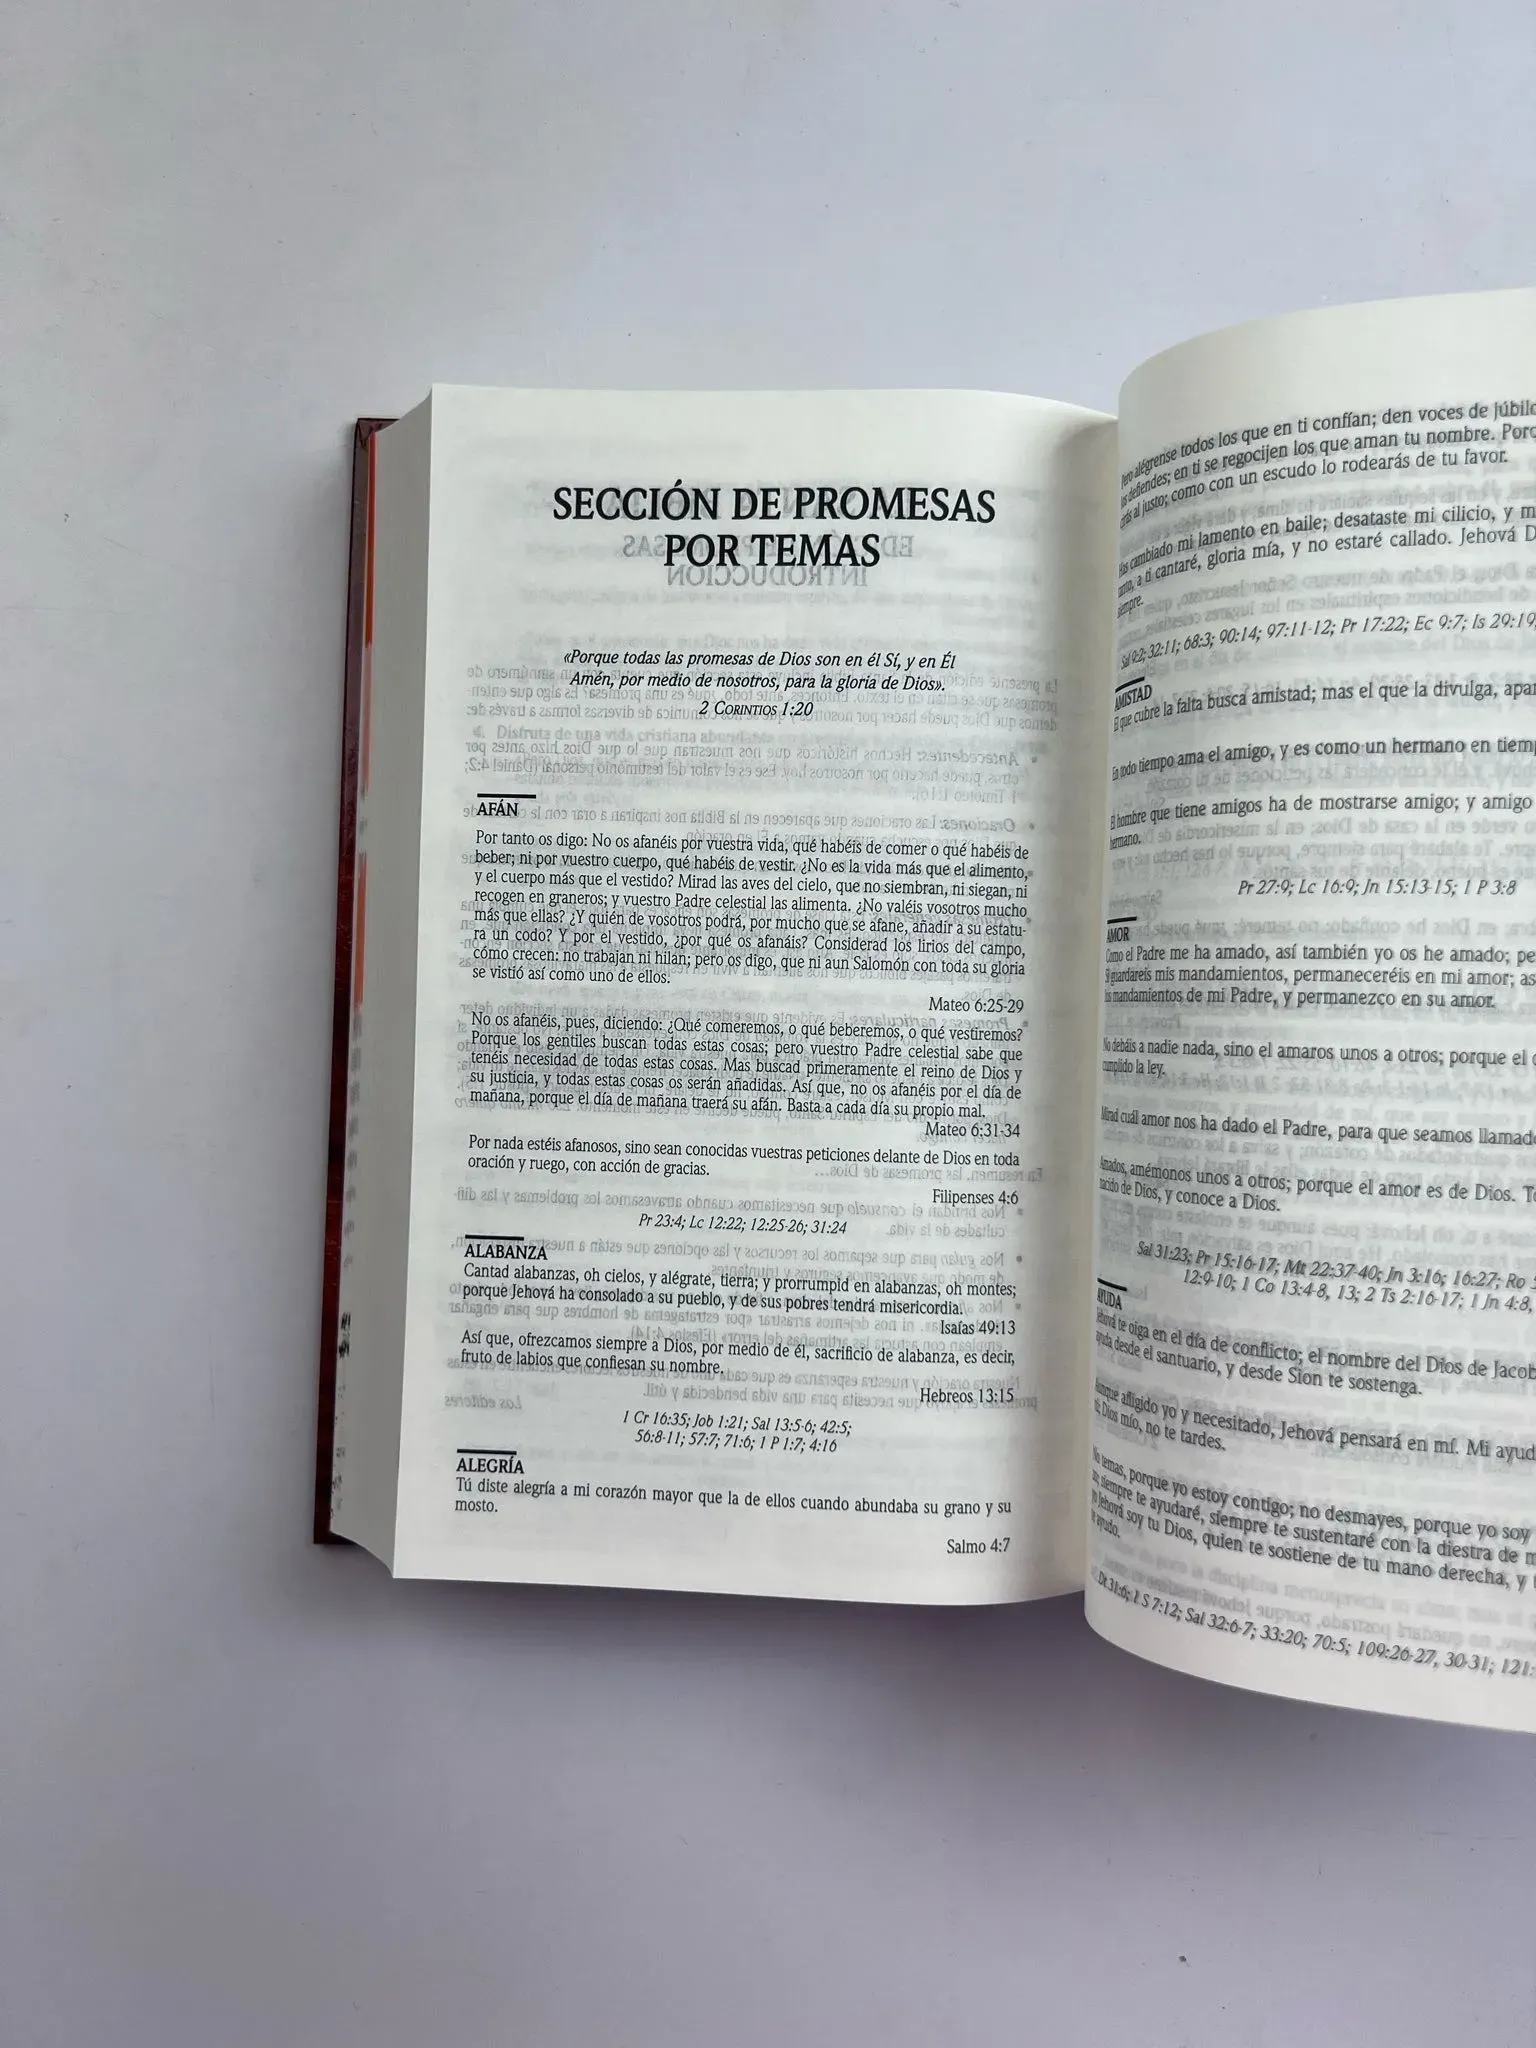 SECCIÓN DE PROMESAS
POR TEMAS
«Porque todas las promesas de Dios son en él Sí, y en Él
Amén, por medio de nosotros, para la gloria de Dios».
2 CORINTIOS 1:20
AFÁN
Por tanto os digo: No os afanéis por vuestra vida, qué habéis de comer o qué habéis de
beber; ni por vuestro cuerpo, qué habéis de vestir. ¿No es la vida más que el alimento,
y el cuerpo más que el vestido? Mirad las aves del cielo, que no siembran, ni siegan, ni
recogen en graneros; y vuestro Padre celestial las alimenta. ¿No valéis vosotros mucho
más que ellas? ¿Y quién de vosotros podrá, por mucho que se afane, añadir a su estatu-
ra un codo? Y por el vestido, ¿por qué os afanáis? Considerad los lirios del campo,
cómo crecen: no trabajan ni hilan; pero os digo, que ni aun Salomón con toda su gloria
se vistió así como uno de ellos.
Mateo 6:25-29
No os afanéis, pues, diciendo: ¿Qué comeremos, o qué beberemos, o qué vestiremos?
Porque los gentiles buscan todas estas cosas; pero vuestro Padre celestial sabe que
tenéis necesidad de todas estas cosas. Mas buscad primeramente el reino de Dios y
su justicia, y todas estas cosas os serán añadidas. Así que, no os afanéis por el día de
mañana, porque el día de mañana traerá su afán. Basta a cada día su propio mal.
Mateo 6:31-34
Por nada estéis afanosos, sino sean conocidas vuestras peticiones delante de Dios en toda
oración y ruego, con acción de gracias.
Filipenses 4:6
Pr 23:4; Lc 12:22; 12:25-26; 31:24
ALABANZA
Cantad alabanzas, oh cielos, y alégrate, tierra; y prorrumpid en alabanzas, oh montes;
porque Jehová ha consolado a su pueblo, y de sus pobres tendrá misericordia.
Isaías 49:13
Así que, ofrezcamos siempre a Dios, por medio de él, sacrificio de alabanza, es decir,
fruto de labios que confiesan su nombre.
Hebreos 13:15
1 Cr 16:35; Job 1:21; Sal 13:5-6; 42:5;
56:8-11; 57:7; 71:6; 1 P 1:7; 4:16
ALEGRÍA
Tú diste alegría a mi corazón mayor que la de ellos cuando abundaba su grano y su
mosto.
Salmo 4:7
alégrense todos los que en ti confían; den voces de júbilo
defiendes; en ti se regocijen los que aman tu nombre.
al justo; como con un escudo lo rodearás de tu favor.
Has cambiado mi lamento en baile; desataste mi cilicio, y
a ti cantaré, gloria mía, y no estaré callado. Jehová
siempre.
Sal 9:2; 32:11; 68:3; 90:14; 97:11-12; Pr 17:22; Ec 9:7; Is 29:19
AMISTAD
El que cubre la falta busca amistad; mas el que la divulga,
En todo tiempo ama el amigo, y es como un hermano en
El hombre que tiene amigos ha de mostrarse amigo; y amigo
hermano.
Pr 27:9; Lc 16:9; Jn 15:13-15; 1 P 3:8
AMOR
Como el Padre me ha amado, así también yo os he amado;
Si guardareis mis mandamientos, permaneceréis en mi amor;
mandamientos de mi Padre, y permanezco en su amor.
No debáis a nadie nada, sino el amaros unos a otros; porque el
cumplido la ley.
Mirad cuál amor nos ha dado el Padre, para que seamos
Amados, amémonos unos a otros; porque el amor es de Dios.
nacido de Dios, y conoce a Dios.
Sal 31:23; Pr 15:16-17; Mt 22:37-40; Jn 3:16; 16:27; Ro
12:9-10; 1 Co 13:4-8, 13; 2 Ts 2:16-17; 1 Jn 4:8,
AYUDA
Jehová te oiga en el día de conflicto; el nombre del Dios de Jacob
ayuda desde el santuario, y desde Sion te sostenga.
Aunque afligido yo y necesitado, Jehová pensará en mí. Mi
Dios mío, no te tardes.
No temas, porque yo estoy contigo; no desmayes, porque yo soy
siempre te ayudaré, siempre te sustentaré con la diestra de
Jehová soy tu Dios, quien te sostiene de tu mano derecha, y
ayudo.
Dt 31:6; 1 S 7:12; Sal 32:6-7; 33:20; 70:5; 109:26-27, 30-31; 121: